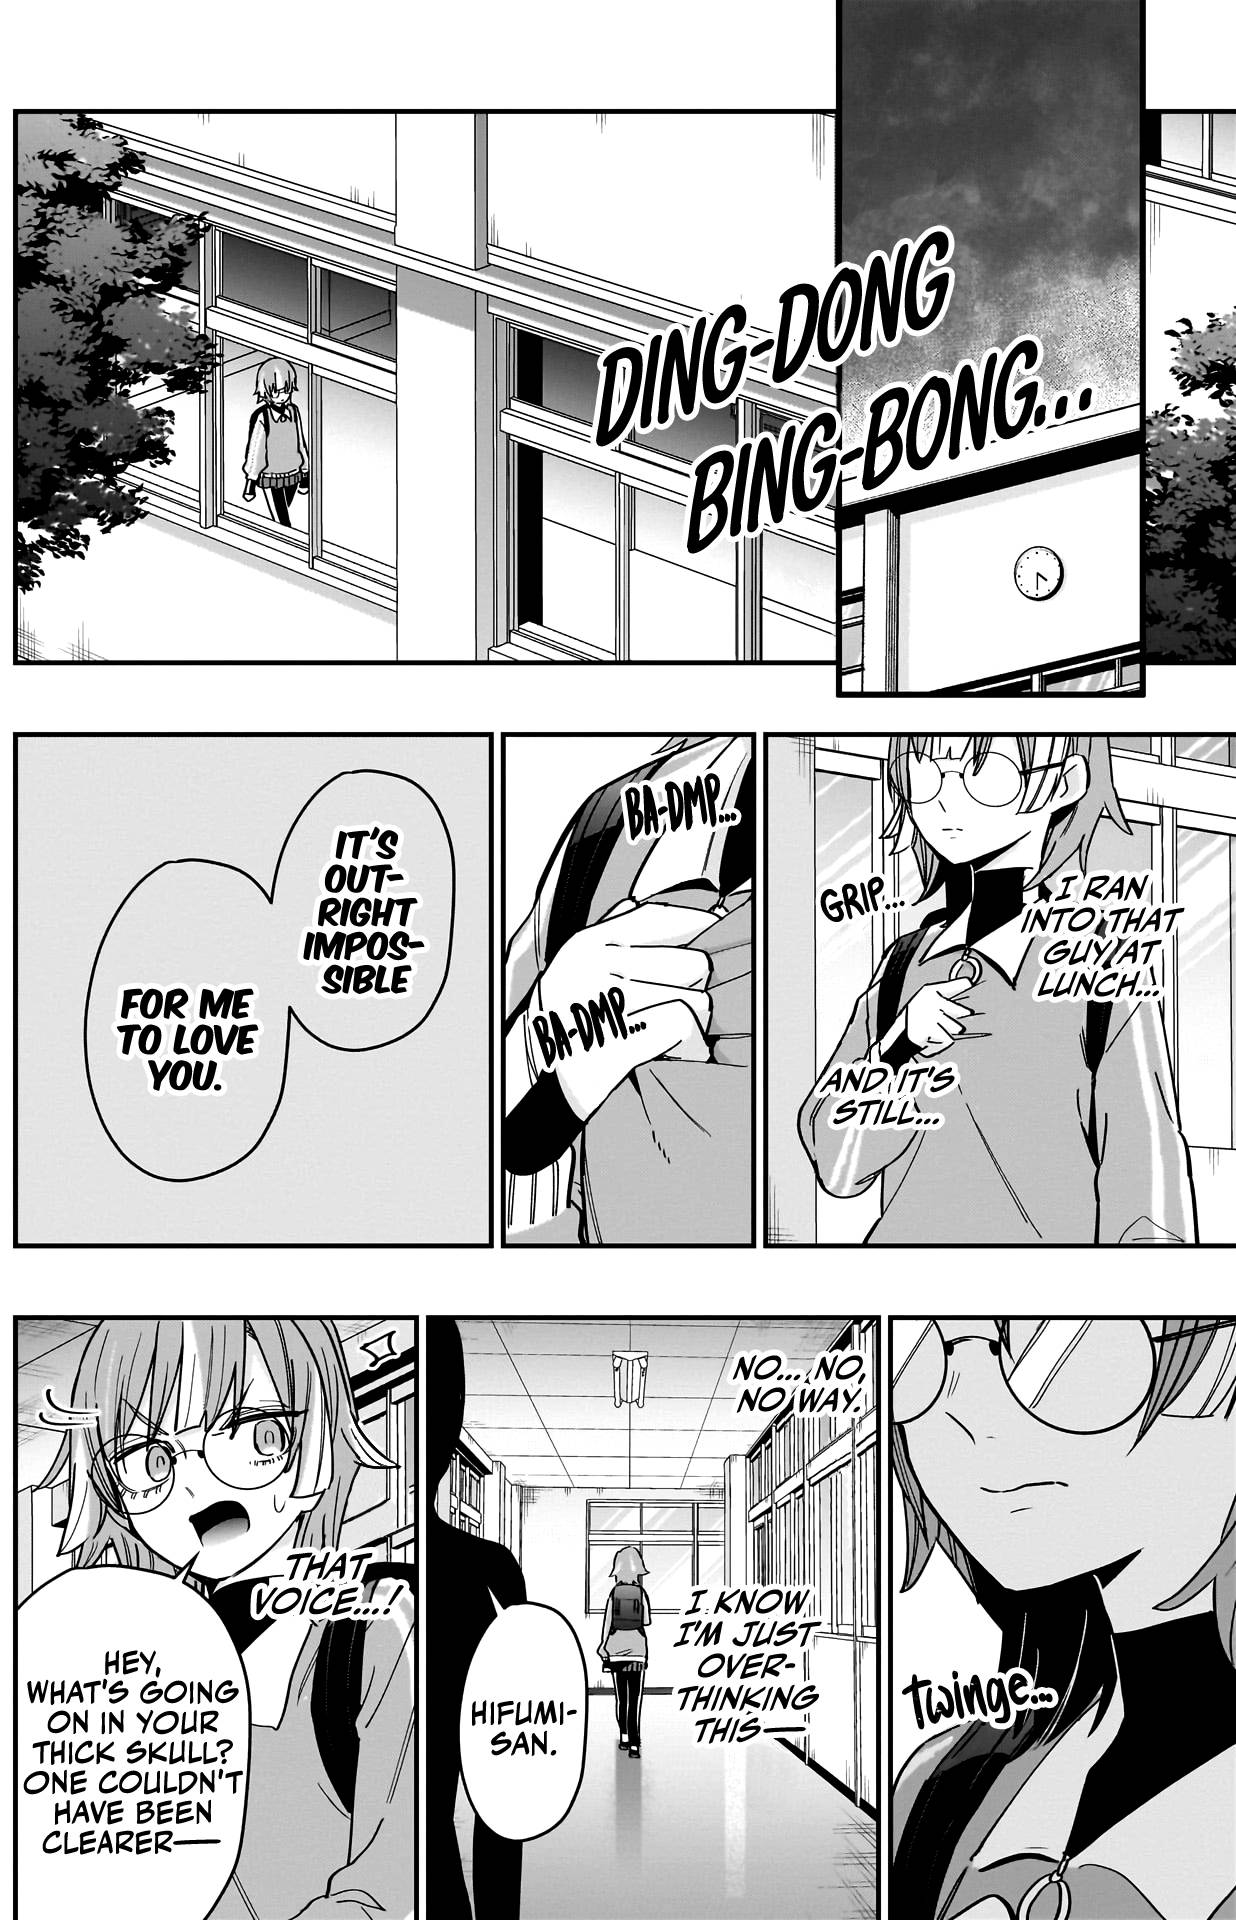 DING-DONG
BING-BONG...
I RAN
INTO THAT
GUY AT
LUNCH...
GRIP...
AND IT'S
STILL...
BA-DMP...
BA-DMP...
IT'S
OUT-
RIGHT
IMPOS-
SIBLE
FOR ME
TO LOVE
YOU.
twinge...
NO... NO,
NO WAY.
I KNOW
I'M JUST
OVER-
THINKING
THIS—
HIFUMI-
SAN.
THAT
VOICE...!
HEY,
WHAT'S GOING
ON IN YOUR
THICK SKULL?
ONE COULDN'T
HAVE BEEN
CLEARER—